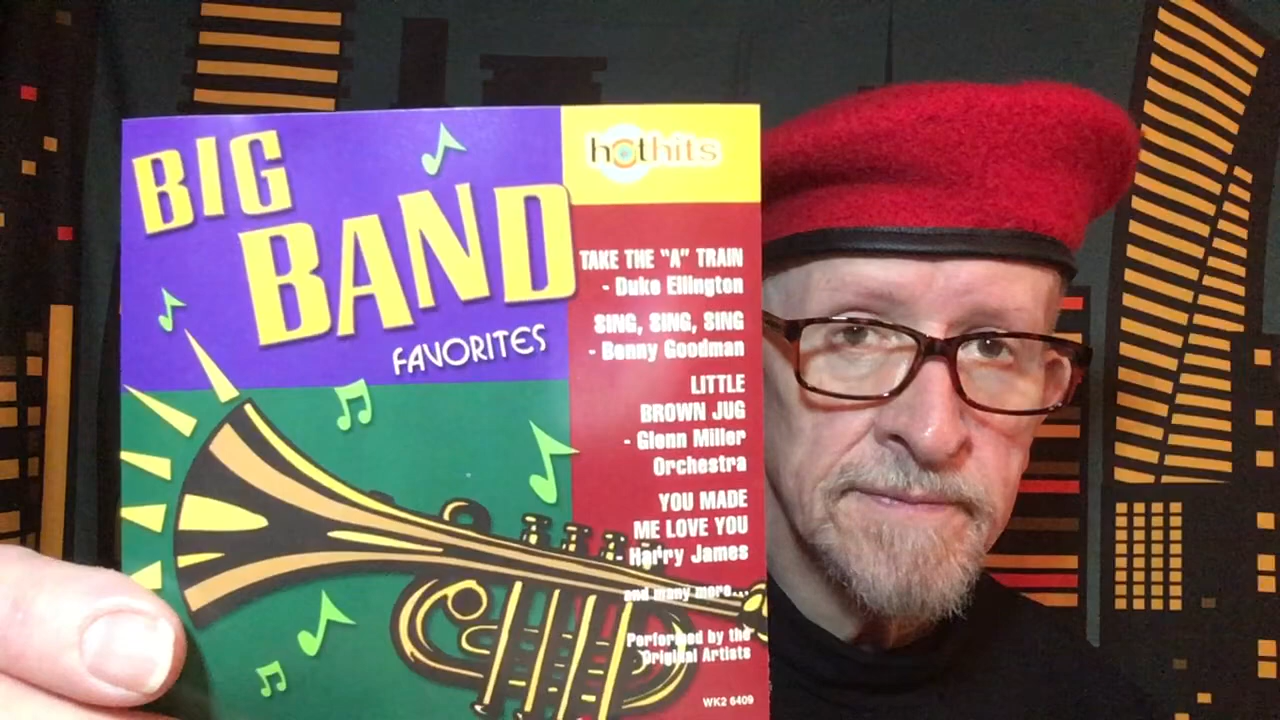 BIG
BAND
FAVORITES
hothits
TAKE THE "A" TRAIN
- Duke Ellington
SING, SING, SING
- Benny Goodman
LITTLE
BROWN JUG
- Glenn Miller
Orchestra
YOU MADE
ME LOVE YOU
- Harry James
and many more...
Performed by the
Original Artists
WK2 6409